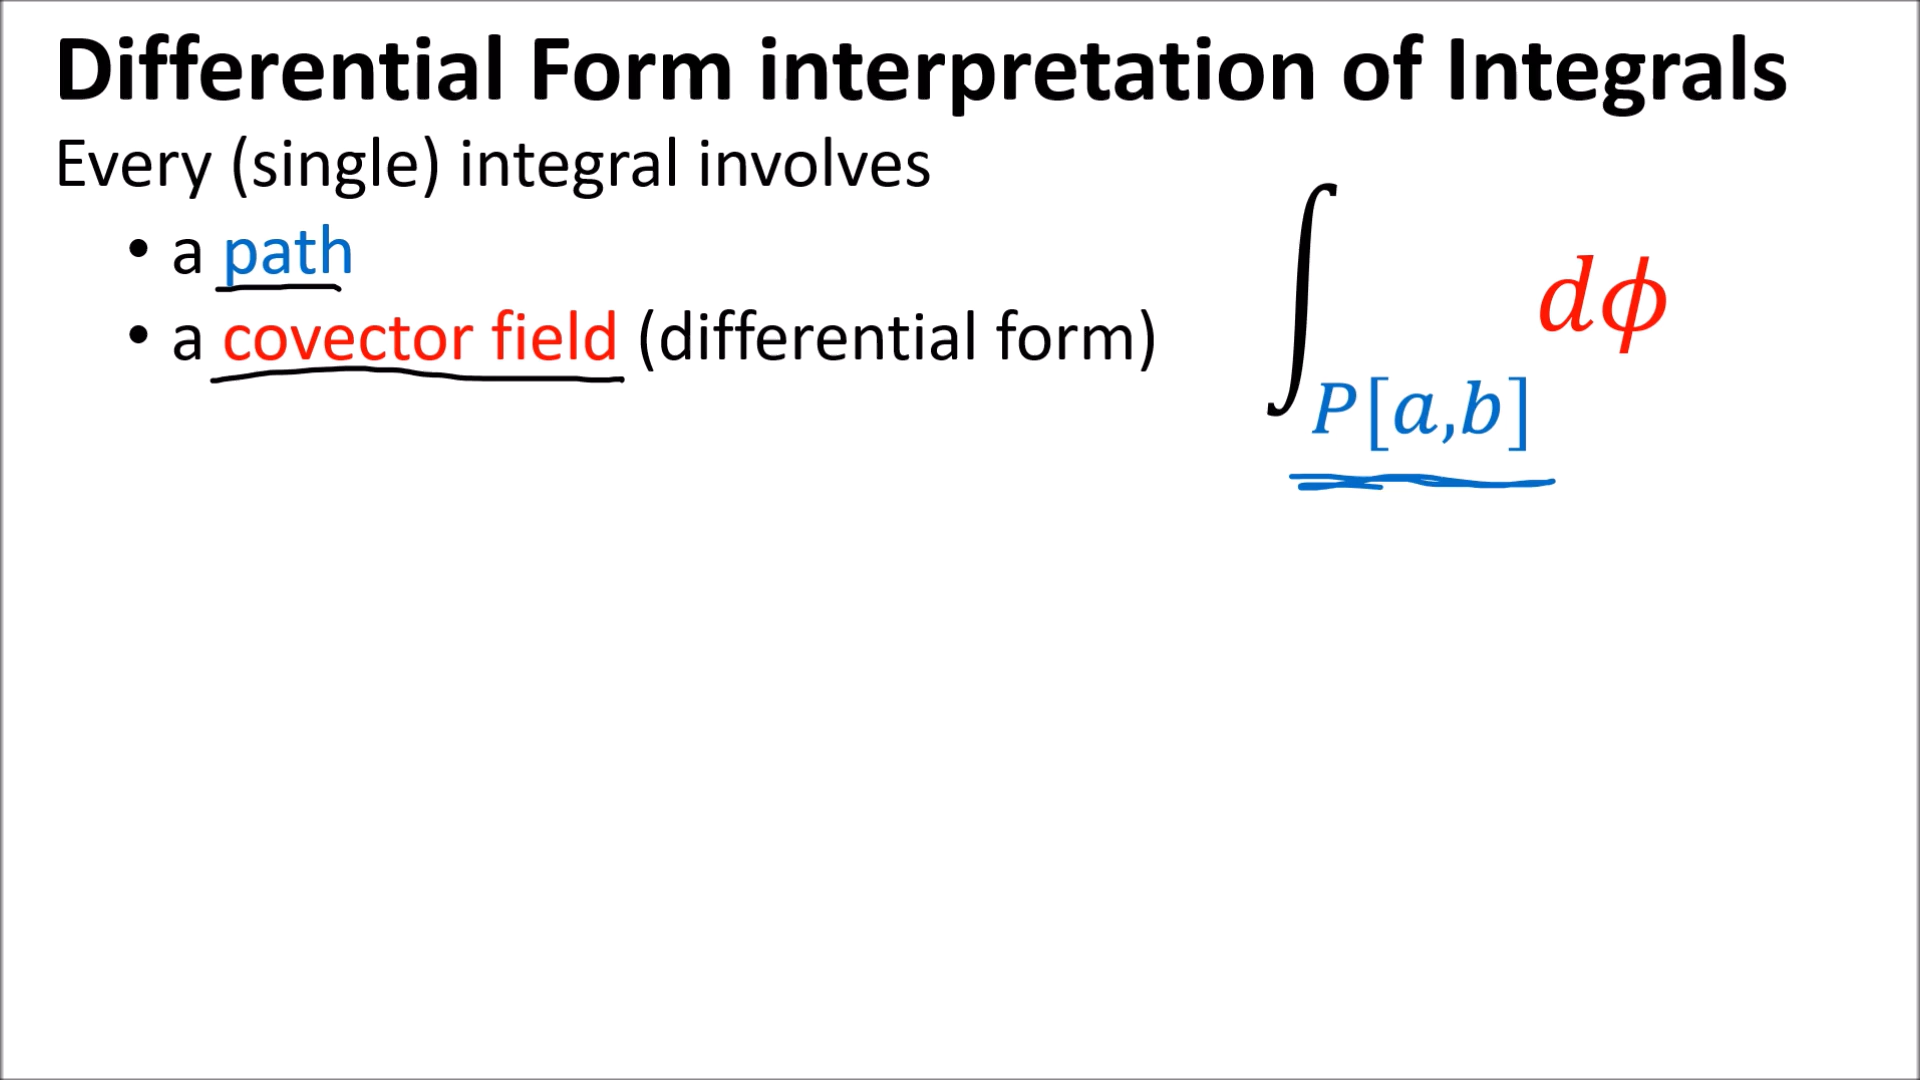 Differential Form interpretation of Integrals
Every (single) integral involves
• a path
• a covector field (differential form)
∫
dϕ
P[a,b]